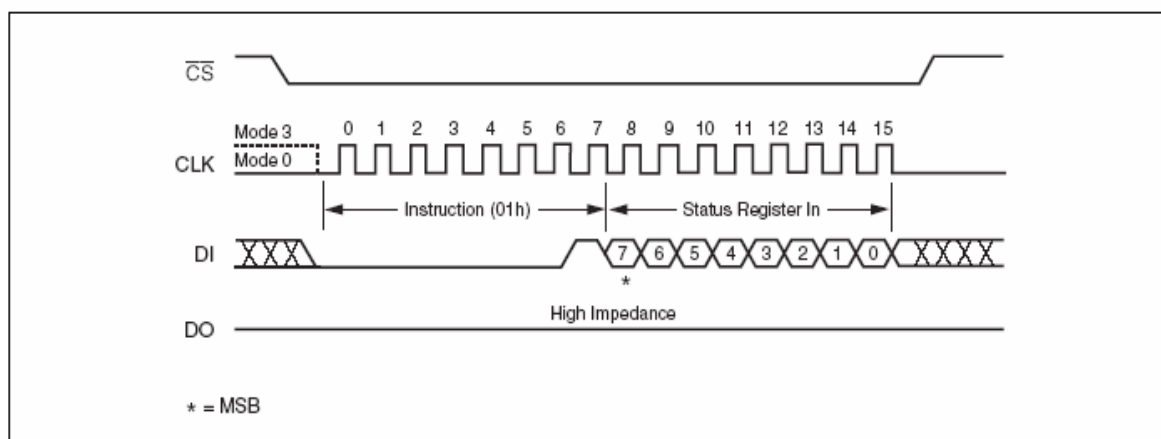 CS
Mode 3
0 1 2 3 4 5 6 7 8 9 10 11 12 13 14 15
Mode 0
CLK
Instruction (01h)
Status Register In
DI
7 6 5 4 3 2 1 0
*
High Impedance
DO
* = MSB